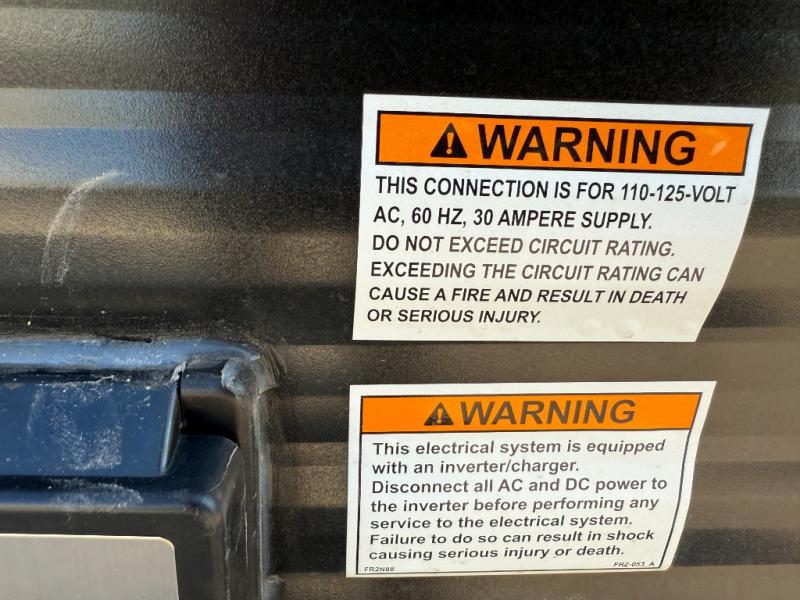 WARNING
THIS CONNECTION IS FOR 110-125-VOLT
AC, 60 HZ, 30 AMPERE SUPPLY.
DO NOT EXCEED CIRCUIT RATING.
EXCEEDING THE CIRCUIT RATING CAN
CAUSE A FIRE AND RESULT IN DEATH
OR SERIOUS INJURY.
WARNING
This electrical system is equipped
with an inverter/charger.
Disconnect all AC and DC power to
the inverter before performing any
service to the electrical system.
Failure to do so can result in shock
causing serious injury or death.
FR2N88 FRZ-053_A